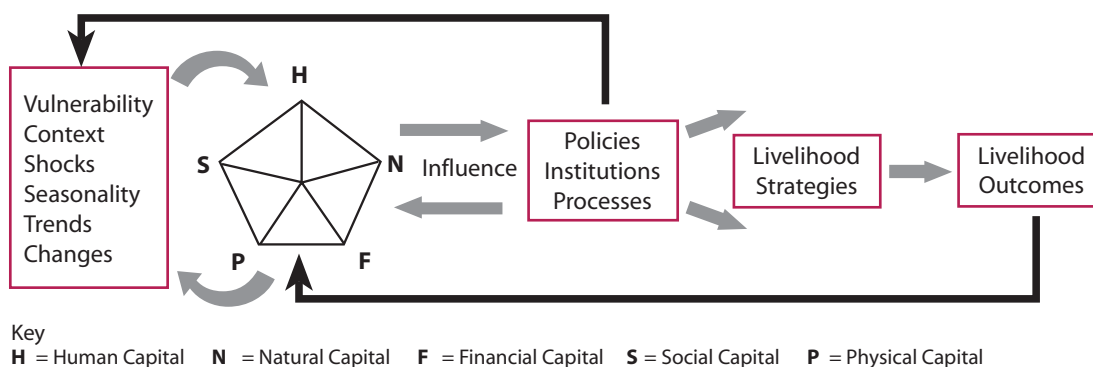 Vulnerability
Context
Shocks
Seasonality
Trends
Changes
H
S
N
P
F
Influence
Policies
Institutions
Processes
Livelihood
Strategies
Livelihood
Outcomes
Key
H = Human Capital N = Natural Capital F = Financial Capital S = Social Capital P = Physical Capital